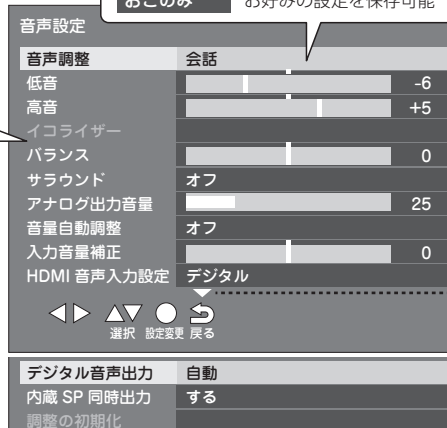 おこのみ お好みの設定を保存可能
音声設定
音声調整 会話
低音 -6
高音 +5
イコライザー
バランス 0
サラウンド オフ
アナログ出力音量 25
音量自動調整 オフ
入力音量補正 0
HDMI 音声入力設定 デジタル
選択 設定変更 戻る
デジタル音声出力 自動
内蔵 SP 同時出力 する
調整の初期化